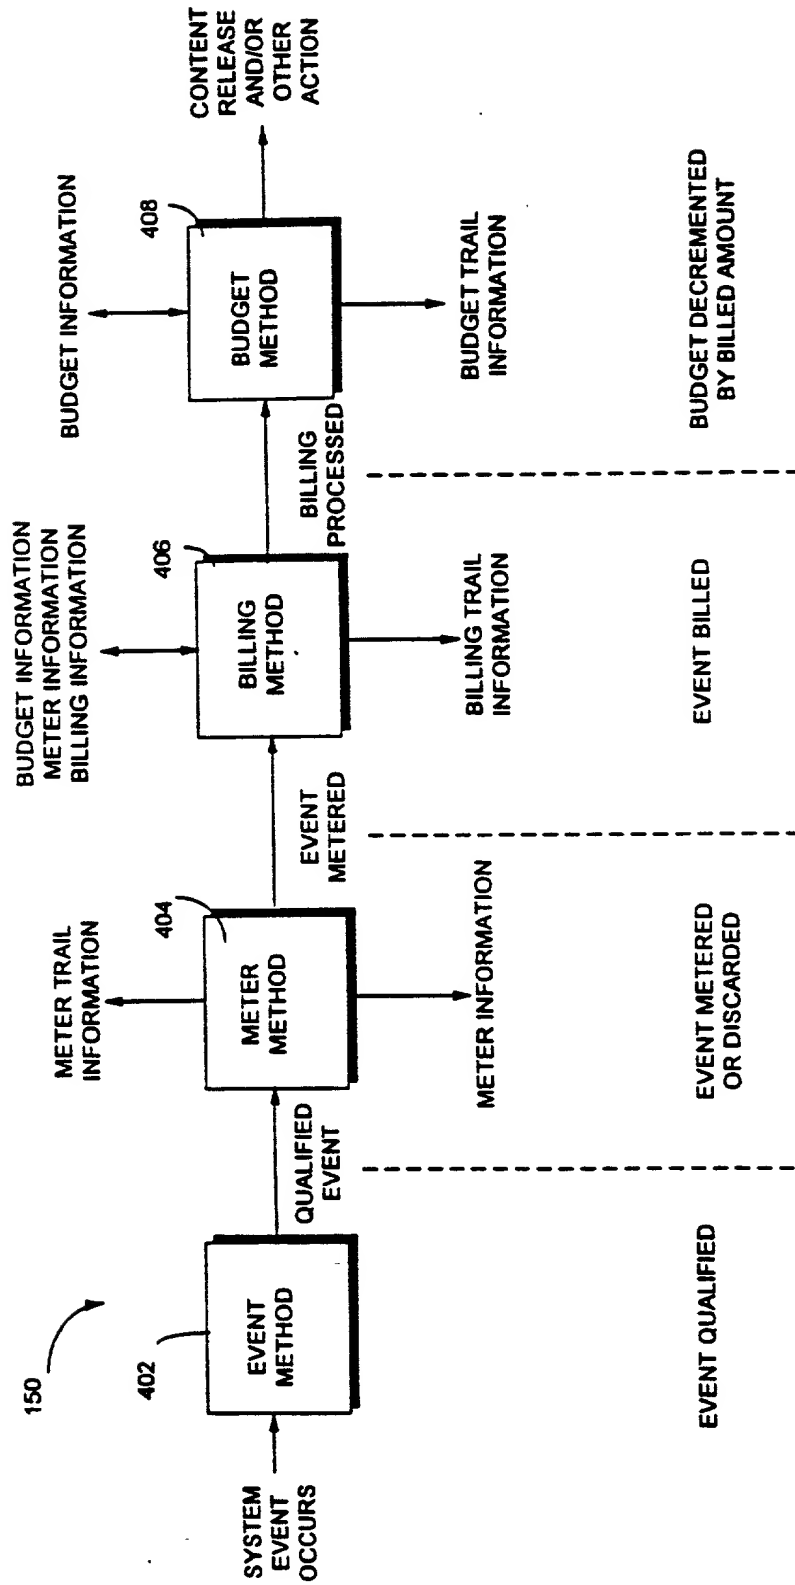 150
SYSTEM
EVENT
OCCURS
402
EVENT
METHOD
QUALIFIED
EVENT
METER TRAIL
INFORMATION
404
METER
METHOD
METER INFORMATION
EVENT
METERED
BUDGET INFORMATION
METER INFORMATION
BILLING INFORMATION
406
BILLING
METHOD
BILLING TRAIL
INFORMATION
BILLING
PROCESSED
BUDGET INFORMATION
408
BUDGET
METHOD
BUDGET TRAIL
INFORMATION
CONTENT
RELEASE
AND/OR
OTHER
ACTION
EVENT QUALIFIED
EVENT METERED
OR DISCARDED
EVENT BILLED
BUDGET DECREMENTED
BY BILLED AMOUNT